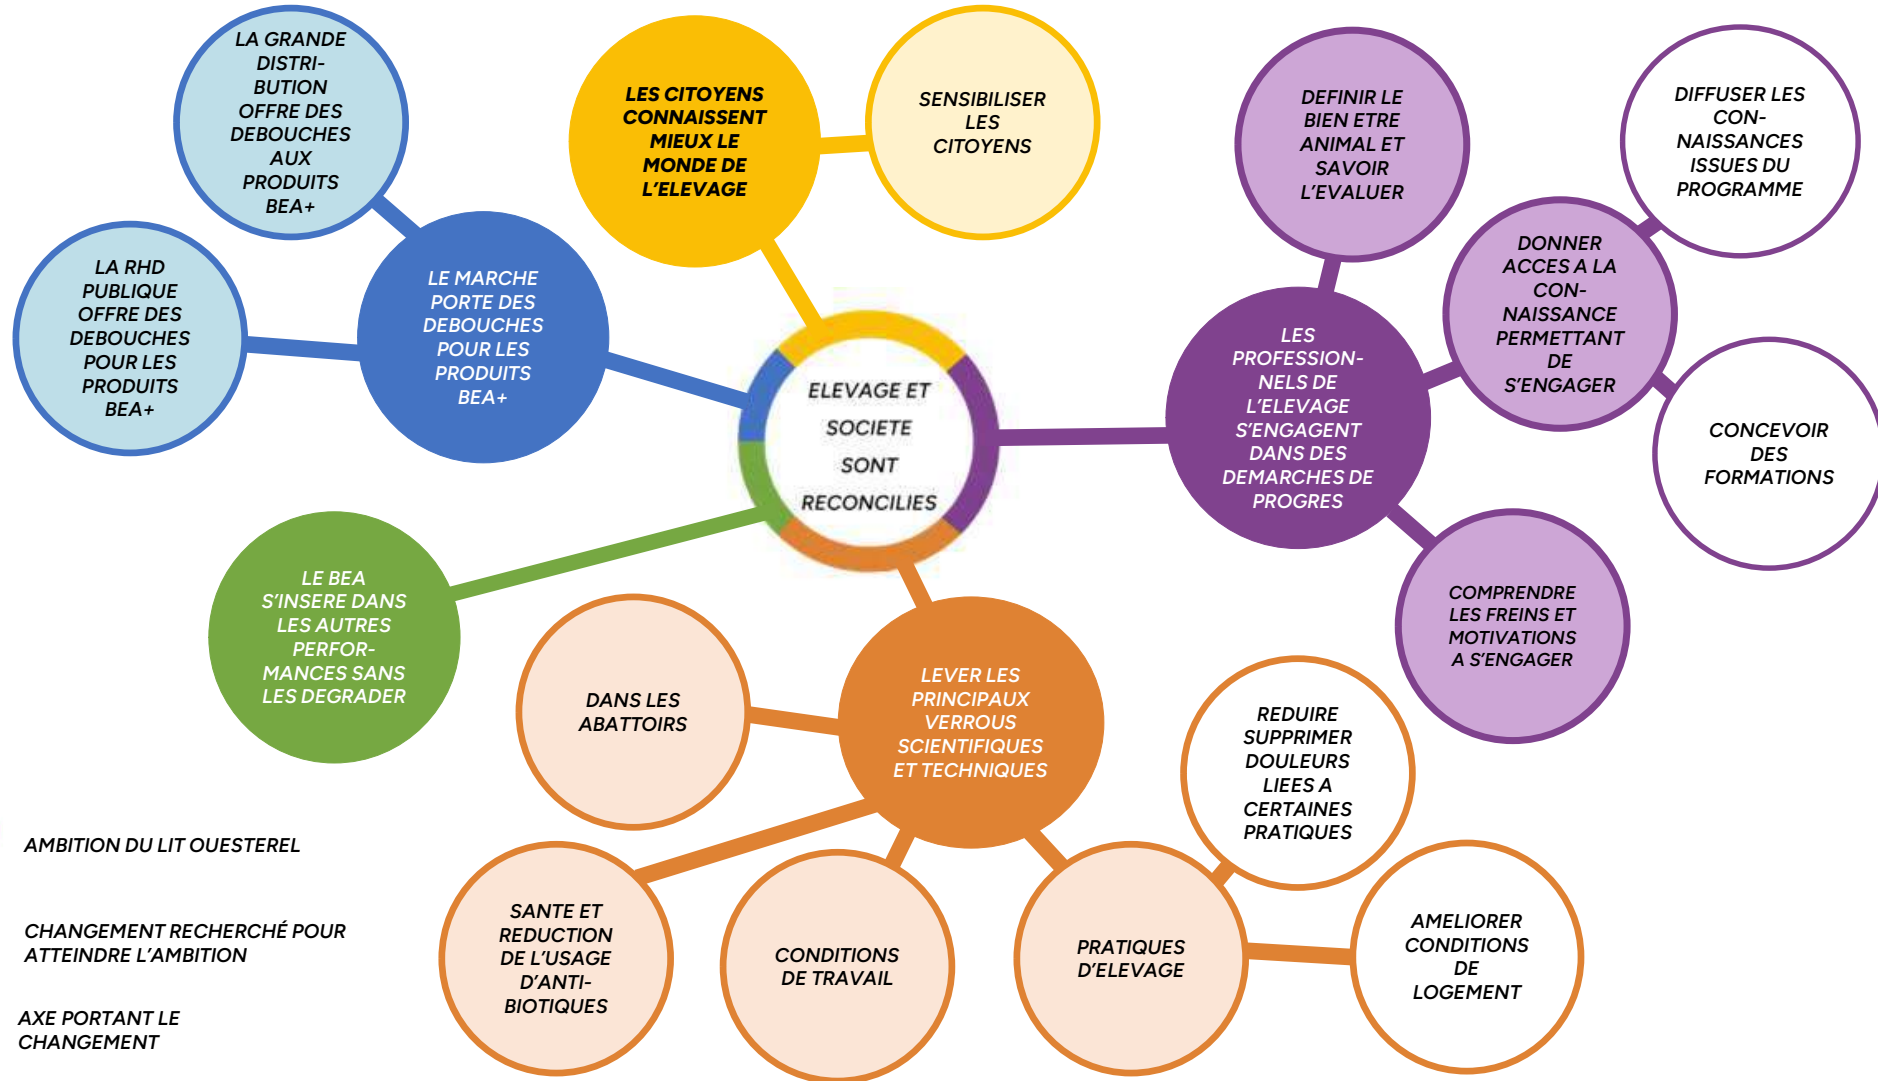 LA GRANDE
DISTRI-
BUTION
OFFRE DES
DEBOUCHES
AUX
PRODUITS
BEA+
LA RHD
PUBLIQUE
OFFRE DES
DEBOUCHES
POUR LES
PRODUITS
BEA+
LE MARCHE
PORTE DES
DEBOUCHES
POUR LES
PRODUITS
BEA+
LES CITOYENS
CONNAISSENT
MIEUX LE
MONDE DE
L'ELEVAGE
SENSIBILISER
LES
CITOYENS
ELEVAGE ET
SOCIETE
SONT
RECONCILIES
DEFINIR LE
BIEN ETRE
ANIMAL ET
SAVOIR
L'EVALUER
DIFFUSER LES
CON-
NAISSANCES
ISSUES DU
PROGRAMME
DONNER
ACCES A LA
CON-
NAISSANCE
PERMETTANT
DE
S'ENGAGER
LES
PROFESSION-
NELS DE
L'ELEVAGE
S'ENGAGENT
DANS DES
DEMARCHES DE
PROGRES
CONCEVOIR
DES
FORMATIONS
COMPRENDRE
LES FREINS ET
MOTIVATIONS
A S'ENGAGER
LE BEA
S'INSERE DANS
LES AUTRES
PERFOR-
MANCES SANS
LES DEGRADER
DANS LES
ABATTOIRS
LEVER LES
PRINCIPAUX
VERROUS
SCIENTIFIQUES
ET TECHNIQUES
REDUIRE
SUPPRIMER
DOULEURS
LIEES A
CERTAINES
PRATIQUES
SANTE ET
REDUCTION
DE L'USAGE
D'ANTI-
BIOTIQUES
CONDITIONS
DE TRAVAIL
PRATIQUES
D'ELEVAGE
AMELIORER
CONDITIONS
DE
LOGEMENT
AMBITION DU LIT OUESTEREL
CHANGEMENT RECHERCHÉ POUR
ATTEINDRE L'AMBITION
AXE PORTANT LE
CHANGEMENT